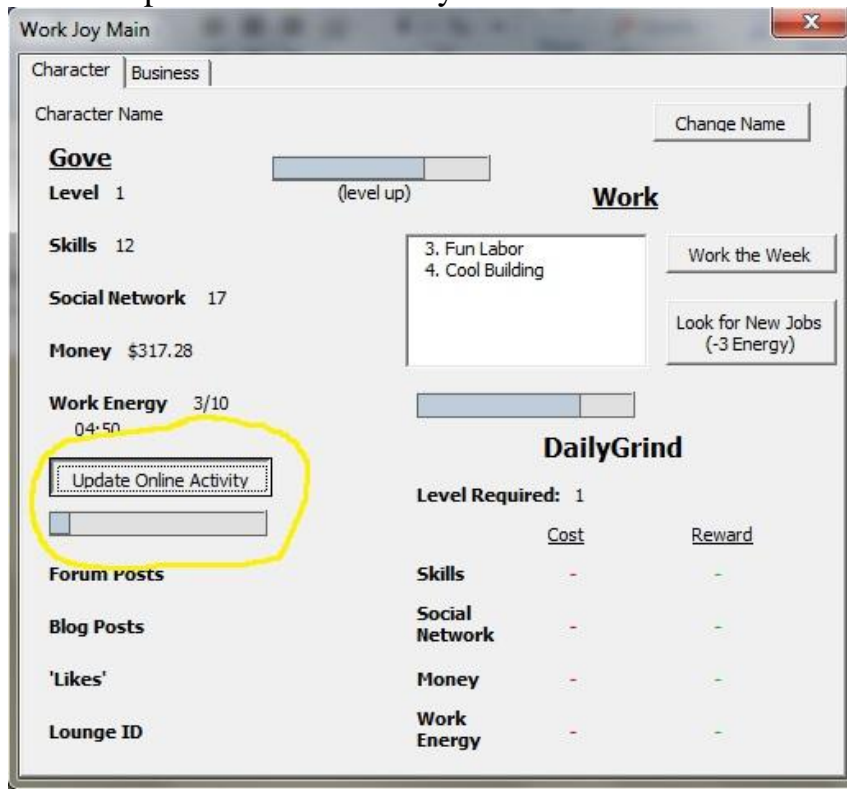 Work Joy Main
Character Business
Character Name
Change Name
Gove
Level 1
(level up)
Work
Skills 12
3. Fun Labor
4. Cool Building
Work the Week
Social Network 17
Look for New Jobs
(-3 Energy)
Money $317.28
Work Energy 3/10
04:50
DailyGrind
Update Online Activity
Level Required: 1
Cost Reward
Forum Posts
Skills - -
Blog Posts
Social
Network - -
'Likes'
Money - -
Lounge ID
Work
Energy - -